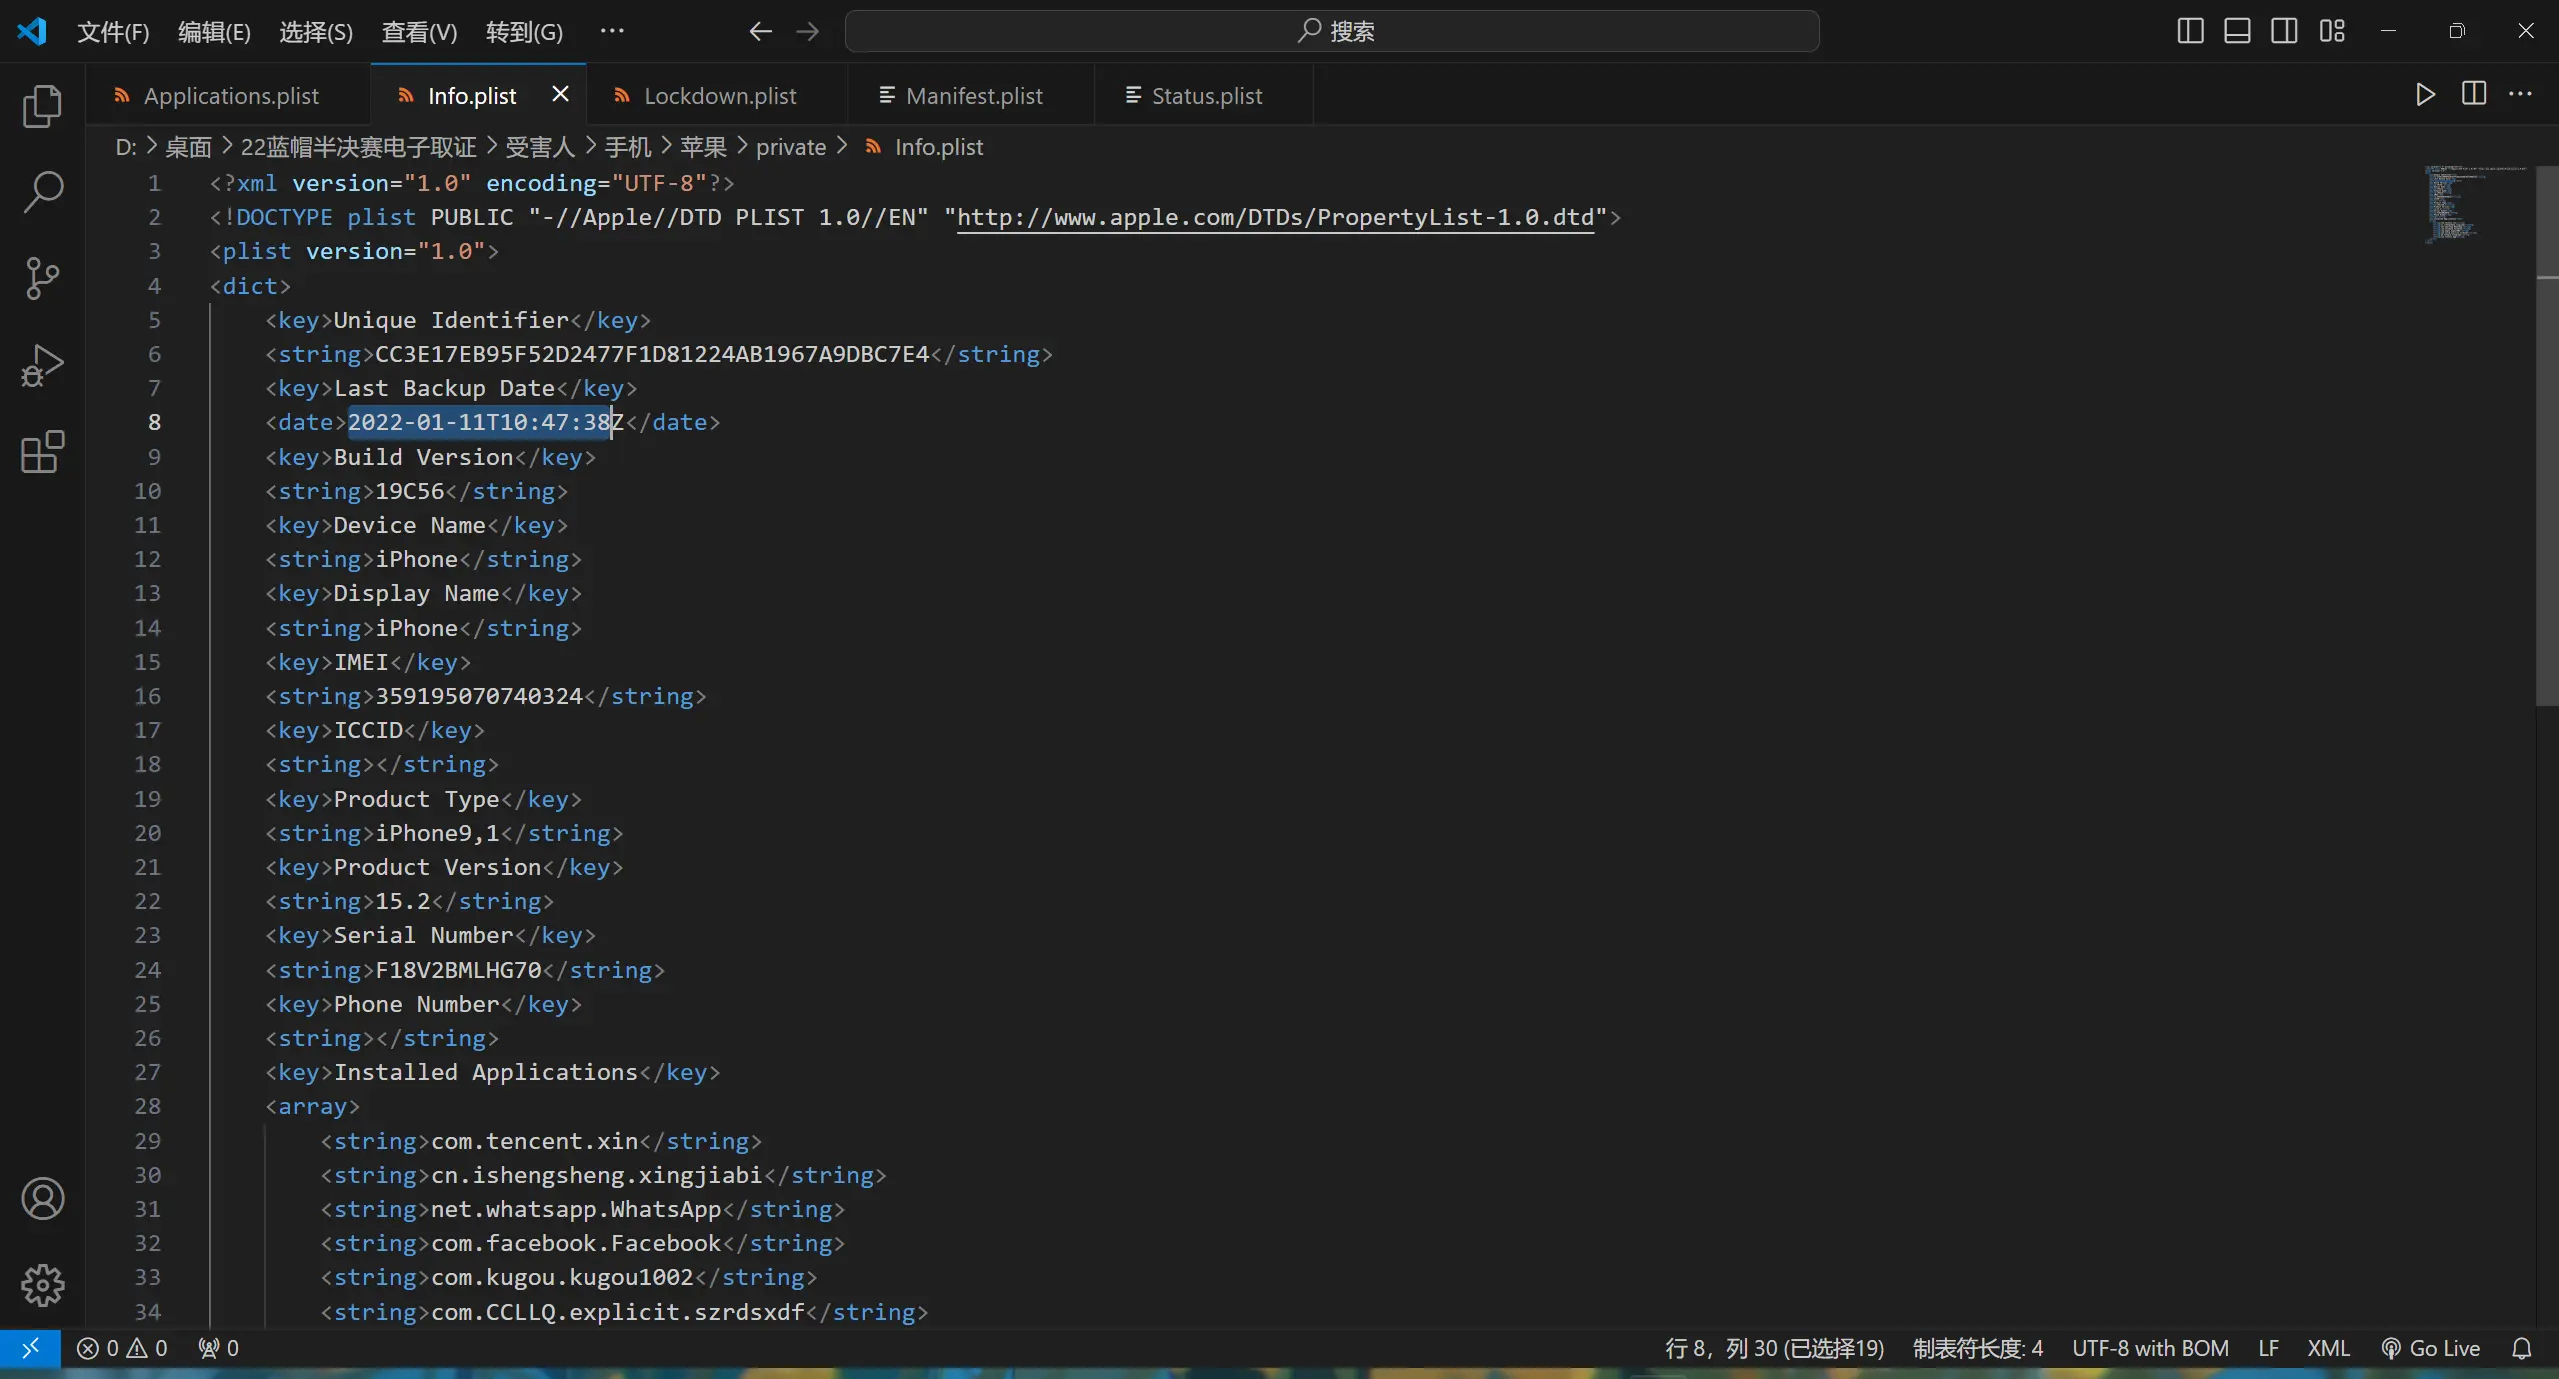 文件(F) 编辑(E) 选择(S) 查看(V) 转到(G) ··· 搜索
Applications.plist Info.plist Lockdown.plist Manifest.plist Status.plist
D: > 桌面 > 22蓝帽半决赛电子取证 > 受害人 > 手机 > 苹果 > private > Info.plist
1 <?xml version="1.0" encoding="UTF-8"?>
2 <!DOCTYPE plist PUBLIC "-//Apple//DTD PLIST 1.0//EN" "http://www.apple.com/DTDs/PropertyList-1.0.dtd">
3 <plist version="1.0">
4 <dict>
5 <key>Unique Identifier</key>
6 <string>CC3E17EB95F52D2477F1D81224AB1967A9DBC7E4</string>
7 <key>Last Backup Date</key>
8 <date>2022-01-11T10:47:38Z</date>
9 <key>Build Version</key>
10 <string>19C56</string>
11 <key>Device Name</key>
12 <string>iPhone</string>
13 <key>Display Name</key>
14 <string>iPhone</string>
15 <key>IMEI</key>
16 <string>359195070740324</string>
17 <key>ICCID</key>
18 <string></string>
19 <key>Product Type</key>
20 <string>iPhone9,1</string>
21 <key>Product Version</key>
22 <string>15.2</string>
23 <key>Serial Number</key>
24 <string>F18V2BMLHG70</string>
25 <key>Phone Number</key>
26 <string></string>
27 <key>Installed Applications</key>
28 <array>
29 <string>com.tencent.xin</string>
30 <string>cn.ishengsheng.xingjiabi</string>
31 <string>net.whatsapp.WhatsApp</string>
32 <string>com.facebook.Facebook</string>
33 <string>com.kugou.kugou1002</string>
34 <string>com.CCLLQ.explicit.szrdsxdf</string>
0 0 0 行 8，列 30 (已选择19) 制表符长度: 4 UTF-8 with BOM LF XML Go Live